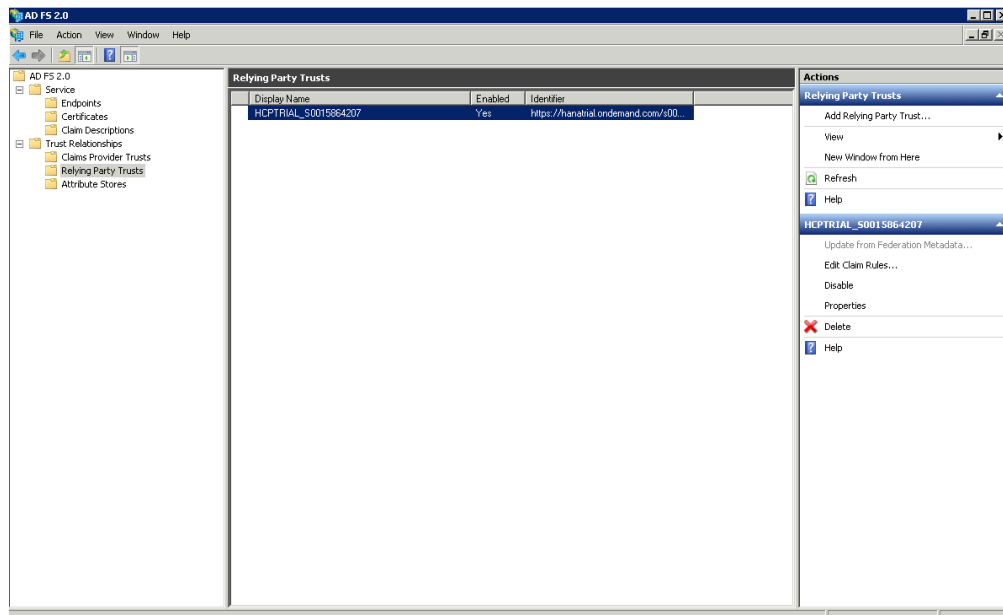 AD FS 2.0
File Action View Window Help
AD FS 2.0
Service
Endpoints
Certificates
Claim Descriptions
Trust Relationships
Claims Provider Trusts
Relying Party Trusts
Attribute Stores
Relying Party Trusts
Display Name Enabled Identifier
HCPTRIAL_S0015864207 Yes https://hanatrial.ondemand.com/s00...
Actions
Relying Party Trusts
Add Relying Party Trust...
View
New Window from Here
Refresh
Help
HCPTRIAL_S0015864207
Update from Federation Metadata...
Edit Claim Rules...
Disable
Properties
Delete
Help